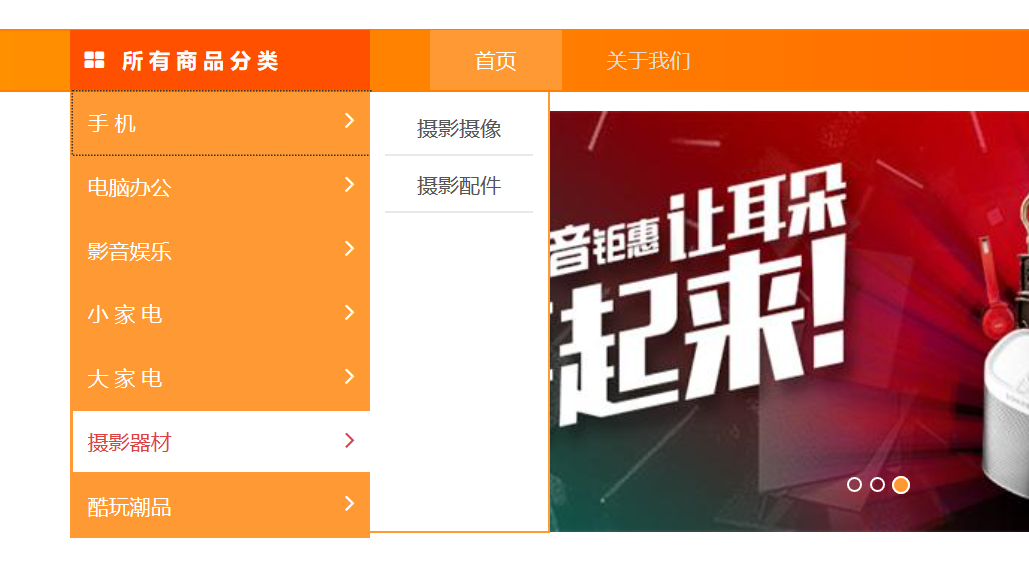 所有商品分类
首页
关于我们
手 机
电脑办公
影音娱乐
小 家 电
大 家 电
摄影器材
酷玩潮品
摄影摄像
摄影配件
音钜惠 让耳朵
起来!